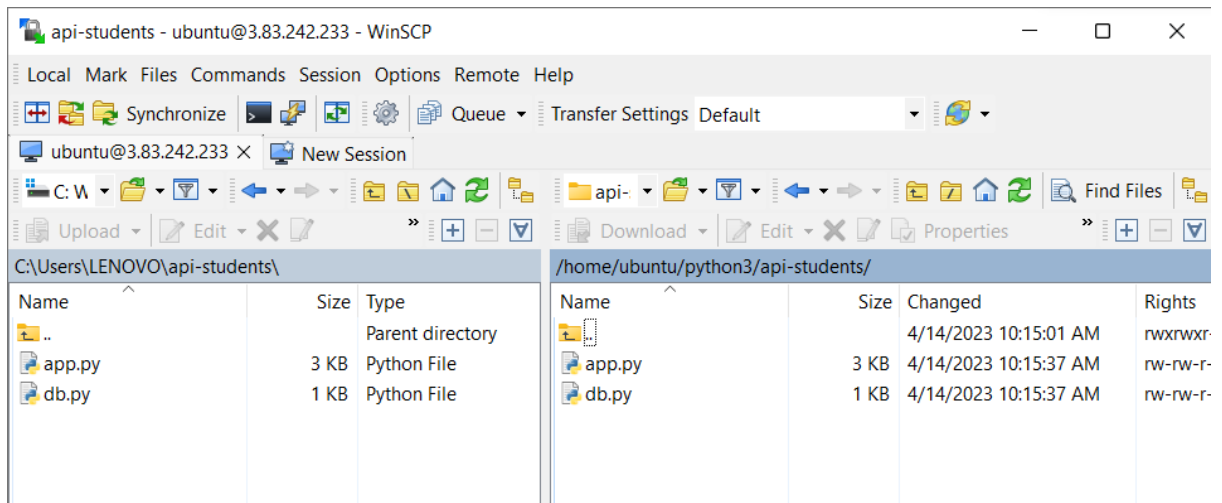 api-students - ubuntu@3.83.242.233 - WinSCP
Local Mark Files Commands Session Options Remote Help
Synchronize Queue Transfer Settings Default
ubuntu@3.83.242.233 × New Session
C: W api- Find Files
Upload Edit » Download Edit Properties »
C:\Users\LENOVO\api-students\ /home/ubuntu/python3/api-students/
Name Size Type Name Size Changed Rights
.. Parent directory .. 4/14/2023 10:15:01 AM rwxrwxr-
app.py 3 KB Python File app.py 3 KB 4/14/2023 10:15:37 AM rw-rw-r-
db.py 1 KB Python File db.py 1 KB 4/14/2023 10:15:37 AM rw-rw-r-